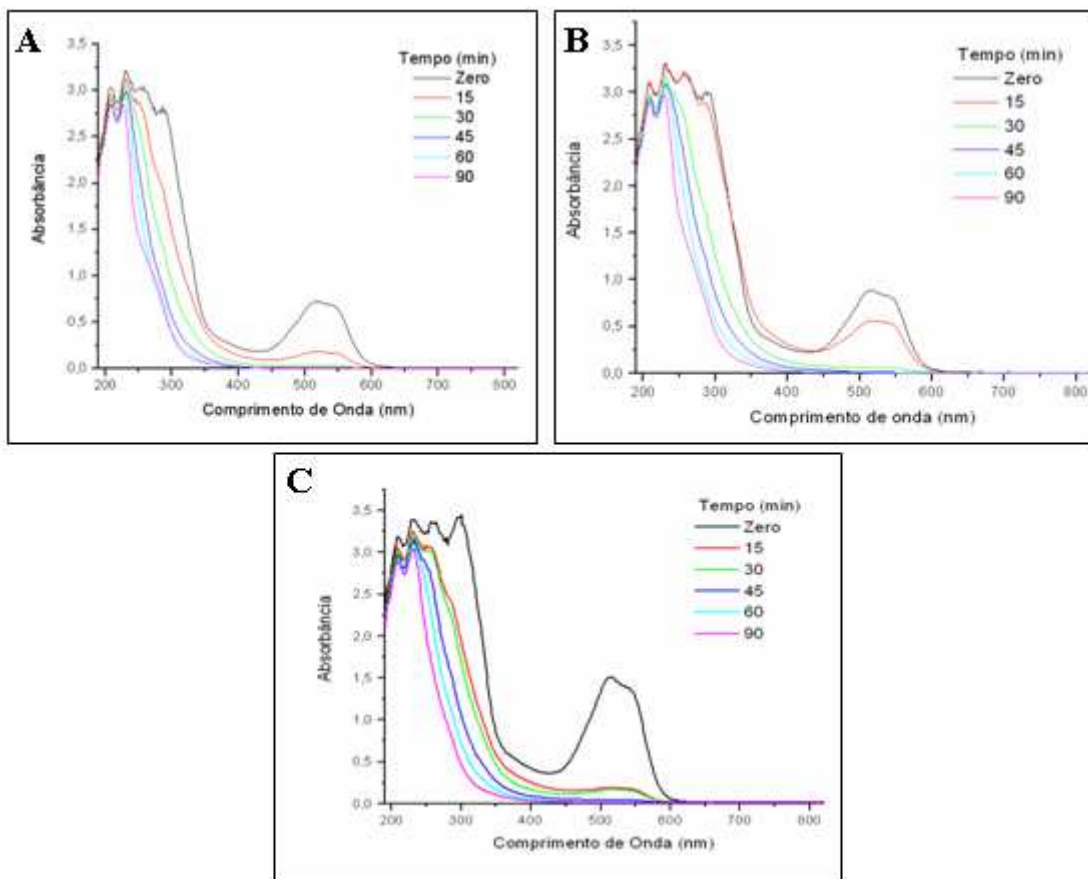 A
Tempo (min)
Zero
15
30
45
60
90
3,5
3,0
2,5
2,0
1,5
1,0
0,5
0,0
Absorbância
200 300 400 500 600 700 800
Comprimento de Onda (nm)
B
Tempo (min)
Zero
15
30
45
60
90
3,5
3,0
2,5
2,0
1,5
1,0
0,5
0,0
Absorbância
200 300 400 500 600 700 800
Comprimento de onda (nm)
C
Tempo (min)
Zero
15
30
45
60
90
3,5
3,0
2,5
2,0
1,5
1,0
0,5
0,0
Absorbância
200 300 400 500 600 700 800
Comprimento de Onda (nm)